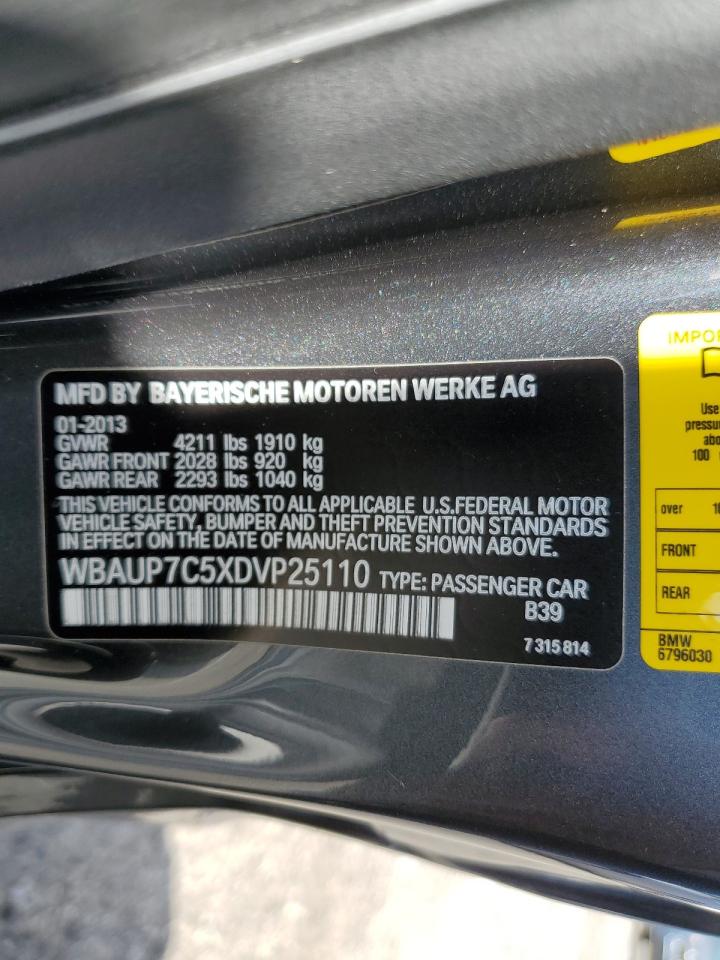 MFD BY BAYERISCHE MOTOREN WERKE AG
01-2013
GVWR 4211 lbs 1910 kg
GAWR FRONT 2028 lbs 920 kg
GAWR REAR 2293 lbs 1040 kg
THIS VEHICLE CONFORMS TO ALL APPLICABLE U.S.FEDERAL MOTOR
VEHICLE SAFETY, BUMPER AND THEFT PREVENTION STANDARDS
IN EFFECT ON THE DATE OF MANUFACTURE SHOWN ABOVE.
WBAUP7C5XDVP25110 TYPE: PASSENGER CAR
B39
7 315 814
IMPOR
Use
pressu
100
over
FRONT
REAR
BMW
6796030